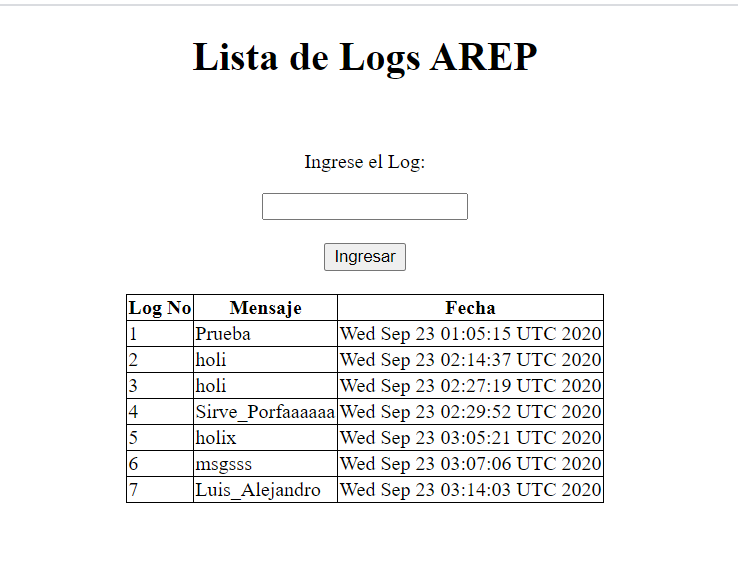 Lista de Logs AREP
Ingrese el Log:
Ingresar
Log No Mensaje Fecha
1 Prueba Wed Sep 23 01:05:15 UTC 2020
2 holi Wed Sep 23 02:14:37 UTC 2020
3 holi Wed Sep 23 02:27:19 UTC 2020
4 Sirve_Porfaaaaaa Wed Sep 23 02:29:52 UTC 2020
5 holix Wed Sep 23 03:05:21 UTC 2020
6 msgsss Wed Sep 23 03:07:06 UTC 2020
7 Luis_Alejandro Wed Sep 23 03:14:03 UTC 2020